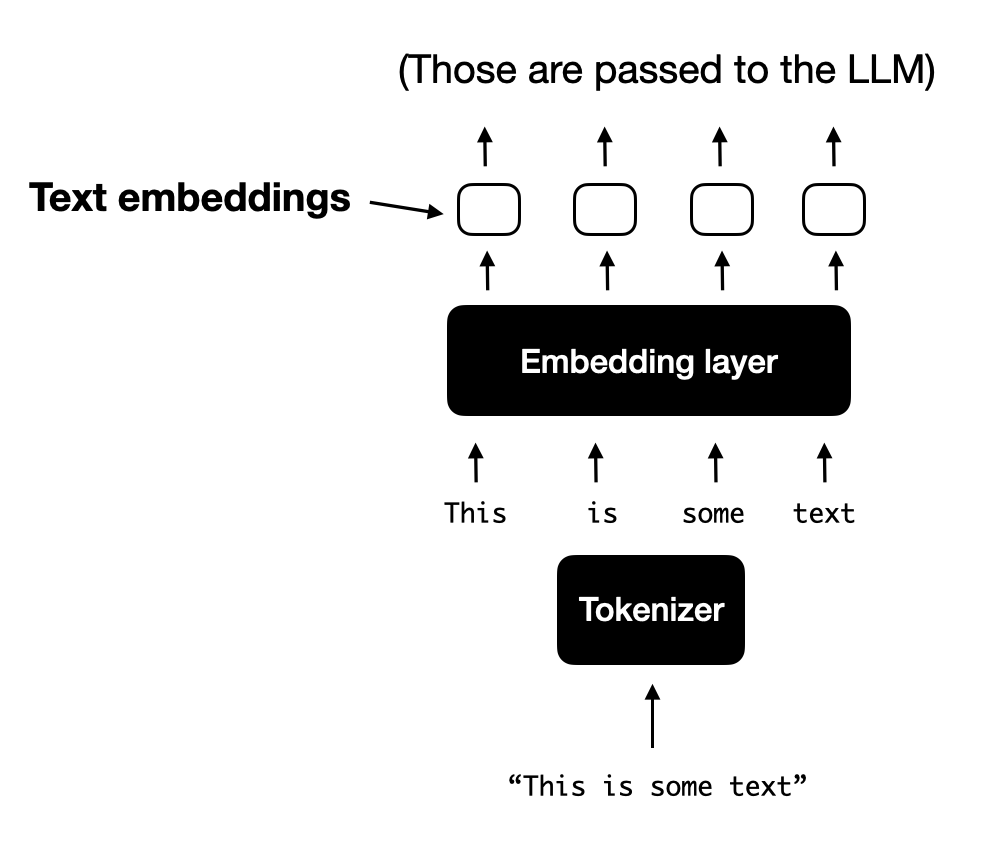 (Those are passed to the LLM)
Text embeddings
Embedding layer
This is some text
Tokenizer
“This is some text”